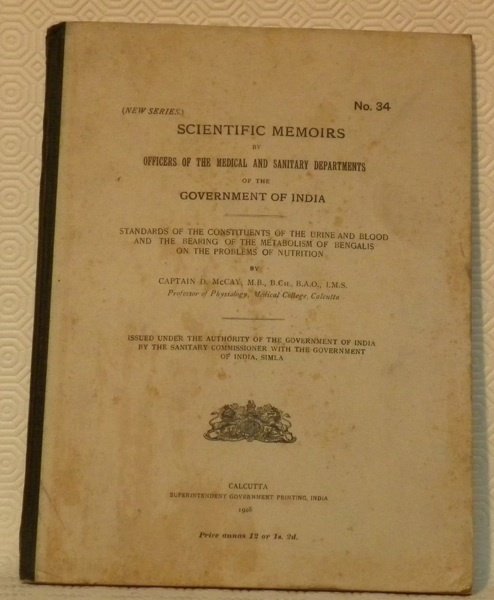 (NEW SERIES.) No. 34
SCIENTIFIC MEMOIRS
BY
OFFICERS OF THE MEDICAL AND SANITARY DEPARTMENTS
OF THE
GOVERNMENT OF INDIA
STANDARDS OF THE CONSTITUENTS OF THE URINE AND BLOOD
AND THE BEARING OF THE METABOLISM OF BENGALIS
ON THE PROBLEMS OF NUTRITION
BY
CAPTAIN D. McCAY, M.B., B.Ch., B.A.O., I.M.S.
Professor of Physiology, Medical College, Calcutta
ISSUED UNDER THE AUTHORITY OF THE GOVERNMENT OF INDIA
BY THE SANITARY COMMISSIONER WITH THE GOVERNMENT
OF INDIA, SIMLA
CALCUTTA
SUPERINTENDENT GOVERNMENT PRINTING, INDIA
1908
Price annas 12 or 1s. 2d.